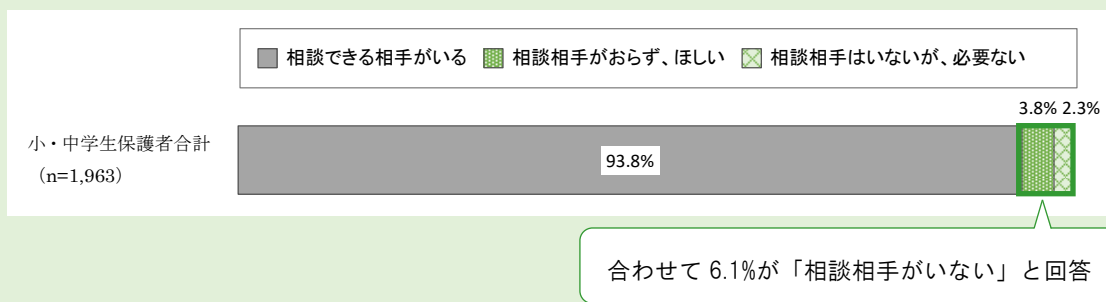 相談できる相手がいる 相談相手がおらず、ほしい 相談相手はいないが、必要ない
3.8% 2.3%
小・中学生保護者合計
（n=1,963）
93.8%
合わせて 6.1%が「相談相手がいない」と回答